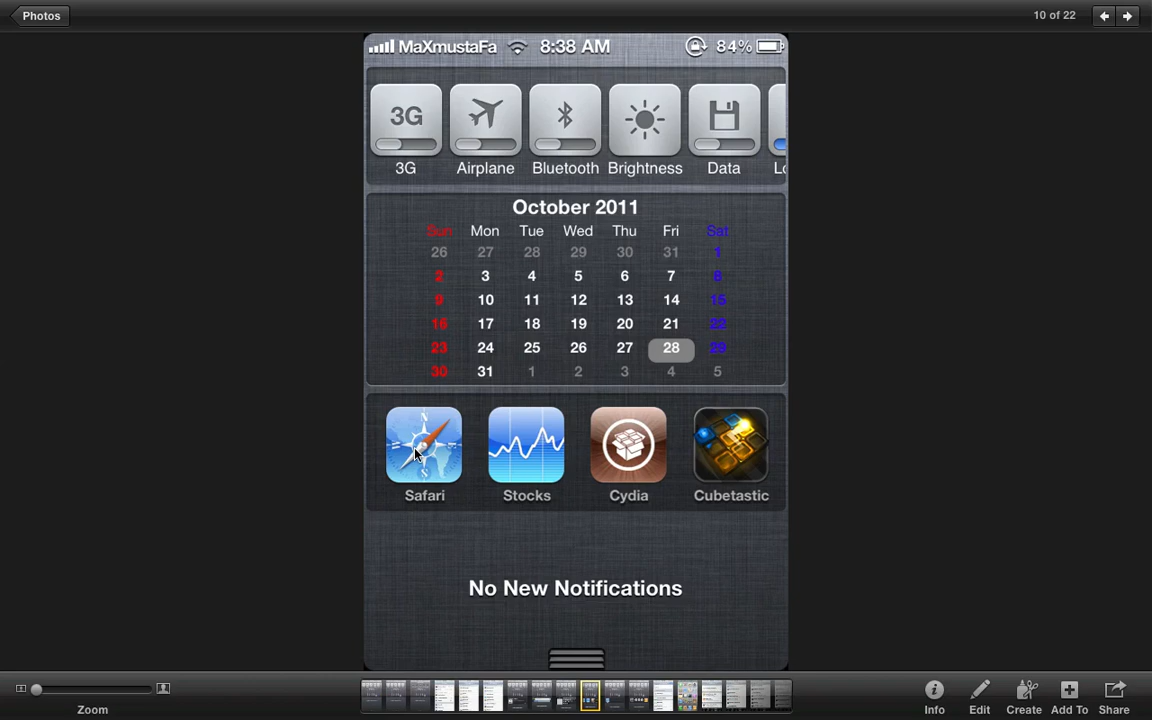 Photos
10 of 22
MaXmustaFa 8:38 AM 84%
3G
3G Airplane Bluetooth Brightness Data Lo
October 2011
Sun Mon Tue Wed Thu Fri Sat
26 27 28 29 30 31 1
2 3 4 5 6 7 8
9 10 11 12 13 14 15
16 17 18 19 20 21 22
23 24 25 26 27 28 29
30 31 1 2 3 4 5
N
S
Safari Stocks Cydia Cubetastic
No New Notifications
Zoom
Info Edit Create Add To Share